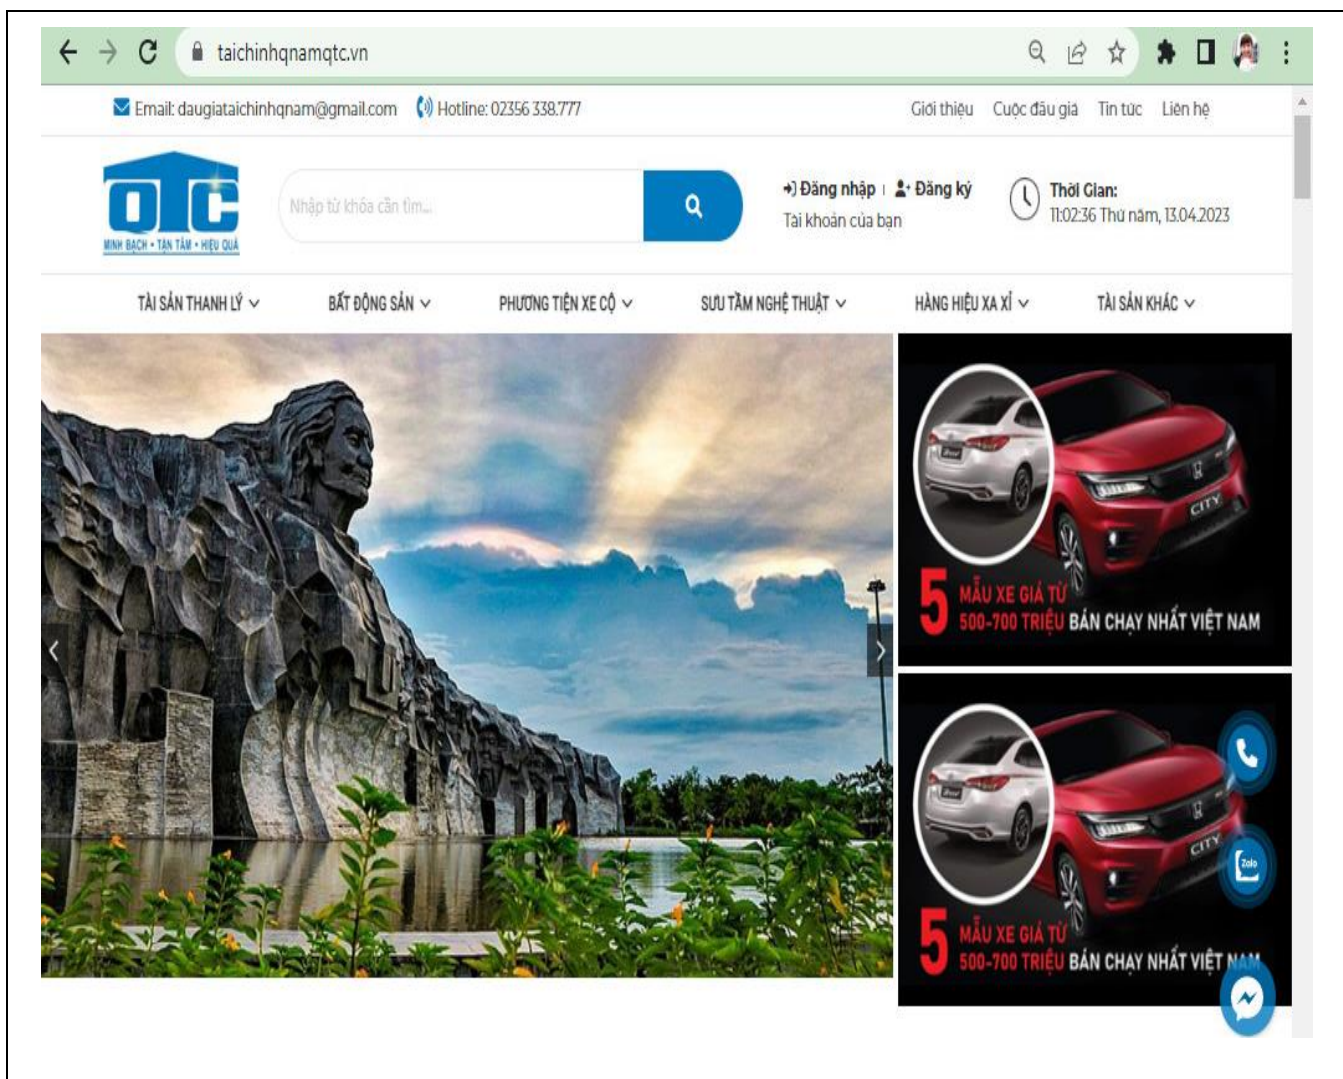 taichinhqnamqtc.vn
Email: daugiataichinhqnam@gmail.com Hotline: 02356 338.777
Giới thiệu Cuộc đấu giá Tin tức Liên hệ
QTC
MINH BẠCH • TẬN TÂM • HIỆU QUẢ
Nhập từ khóa cần tìm...
Đăng nhập | Đăng ký
Tài khoản của bạn
Thời Gian:
11:02:36 Thứ năm, 13.04.2023
TÀI SẢN THANH LÝ BẤT ĐỘNG SẢN PHƯƠNG TIỆN XE CỘ SƯU TẦM NGHỆ THUẬT HÀNG HIỆU XA XỈ TÀI SẢN KHÁC
CITY
5 MẪU XE GIÁ TỪ
500-700 TRIỆU BÁN CHẠY NHẤT VIỆT NAM
CITY
5 MẪU XE GIÁ TỪ
500-700 TRIỆU BÁN CHẠY NHẤT VIỆT NAM
Zalo